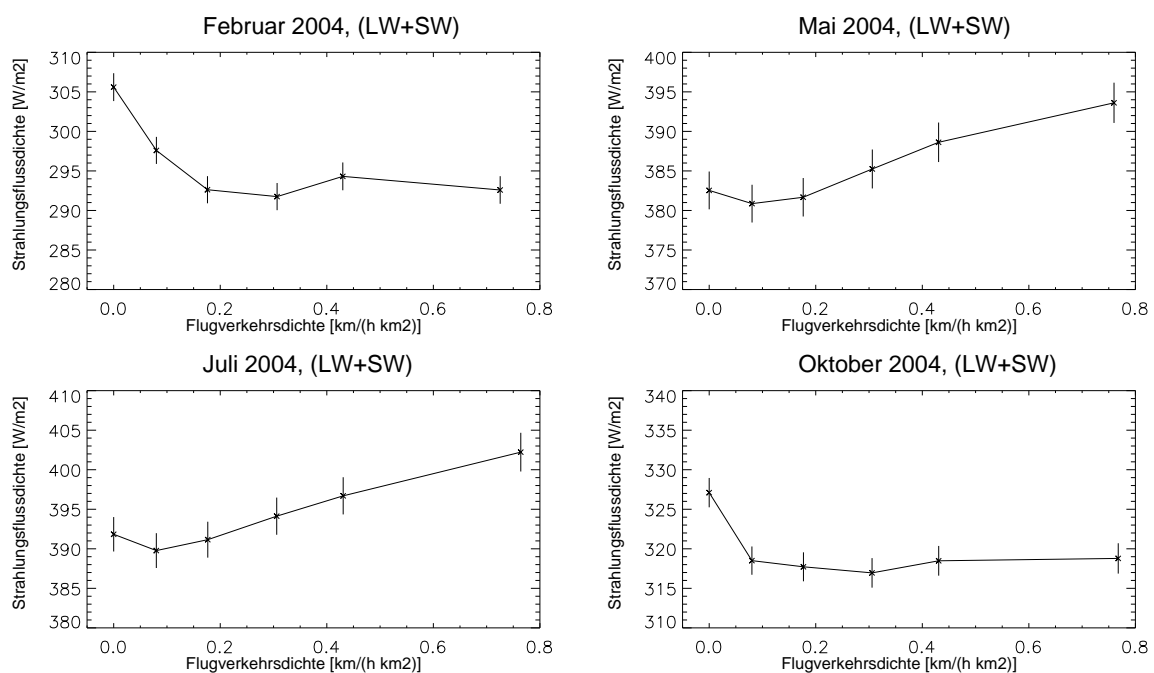 Februar 2004, (LW+SW)
Strahlungsflussdichte [W/m2]
310
305
300
295
290
285
280
0.0 0.2 0.4 0.6 0.8
Flugverkehrsdichte [km/(h km2)]
Mai 2004, (LW+SW)
Strahlungsflussdichte [W/m2]
400
395
390
385
380
375
370
0.0 0.2 0.4 0.6 0.8
Flugverkehrsdichte [km/(h km2)]
Juli 2004, (LW+SW)
Strahlungsflussdichte [W/m2]
410
405
400
395
390
385
380
0.0 0.2 0.4 0.6 0.8
Flugverkehrsdichte [km/(h km2)]
Oktober 2004, (LW+SW)
Strahlungsflussdichte [W/m2]
340
335
330
325
320
315
310
0.0 0.2 0.4 0.6 0.8
Flugverkehrsdichte [km/(h km2)]